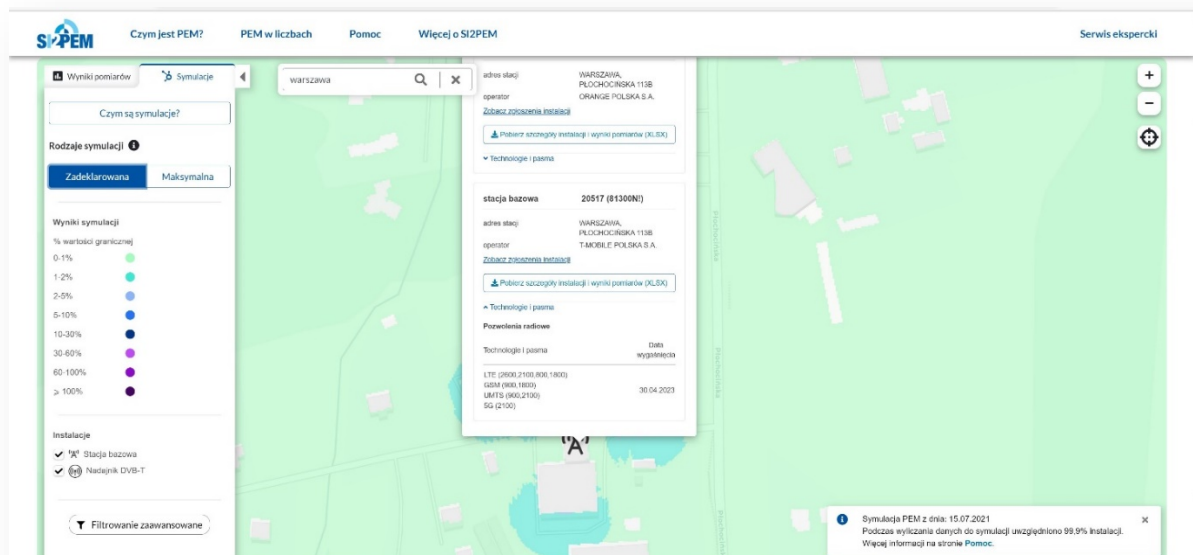 SI2PEM
Czym jest PEM?
PEM w liczbach
Pomoc
Więcej o SI2PEM
Serwis ekspercki
Wyniki pomiarów
Symulacje
warszawa
Czym są symulacje?
Rodzaje symulacji
Zadeklarowana
Maksymalna
Wyniki symulacji
% wartości granicznej
0-1%
1-2%
2-5%
5-10%
10-30%
30-60%
60-100%
⩾ 100%
Instalacje
Stacja bazowa
Nadajnik DVB-T
Filtrowanie zaawansowane
adres stacji WARSZAWA,
PŁOCHOCIŃSKA 113B
operator ORANGE POLSKA S.A.
Zobacz zgłoszenia instalacji
Pobierz szczegóły instalacji i wyniki pomiarów (XLSX)
Technologie i pasma
stacja bazowa 20517 (81300N!)
adres stacji WARSZAWA,
PŁOCHOCIŃSKA 113B
operator T-MOBILE POLSKA S.A.
Zobacz zgłoszenia instalacji
Pobierz szczegóły instalacji i wyniki pomiarów (XLSX)
Technologie i pasma
Pozwolenia radiowe
Technologie i pasma Data
wygaśnięcia
LTE (2600,2100,800,1800)
GSM (900,1800)
UMTS (900,2100)
5G (2100)
30.04.2023
Płochocińska
Płochocińska
Płochocińska
Symulacja PEM z dnia: 15.07.2021
Podczas wyliczania danych do symulacji uwzględniono 99,9% instalacji.
Więcej informacji na stronie Pomoc.